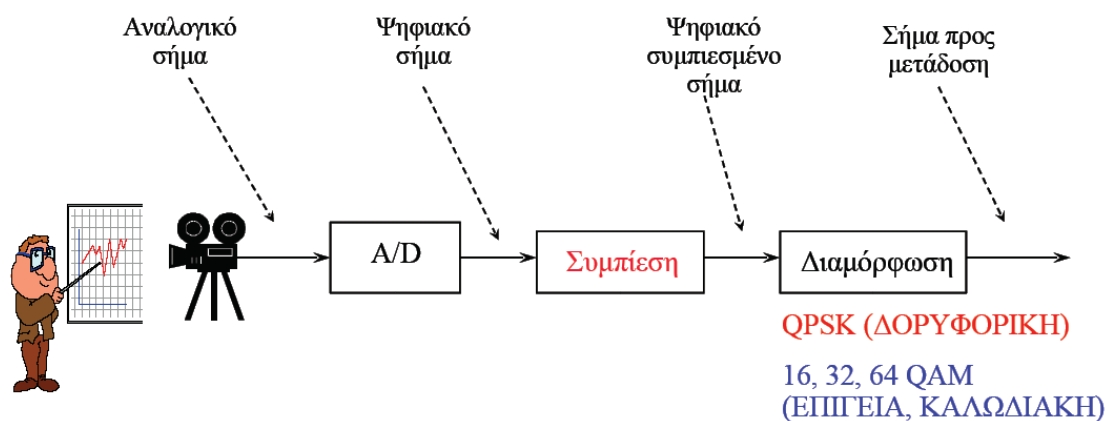 Αναλογικό
σήμα
Ψηφιακό
σήμα
Ψηφιακό
συμπιεσμένο
σήμα
Σήμα προς
μετάδοση
A/D
Συμπίεση
Διαμόρφωση
QPSK (ΔΟΡΥΦΟΡΙΚΗ)
16, 32, 64 QAM
(ΕΠΙΓΕΙΑ, ΚΑΛΩΔΙΑΚΗ)